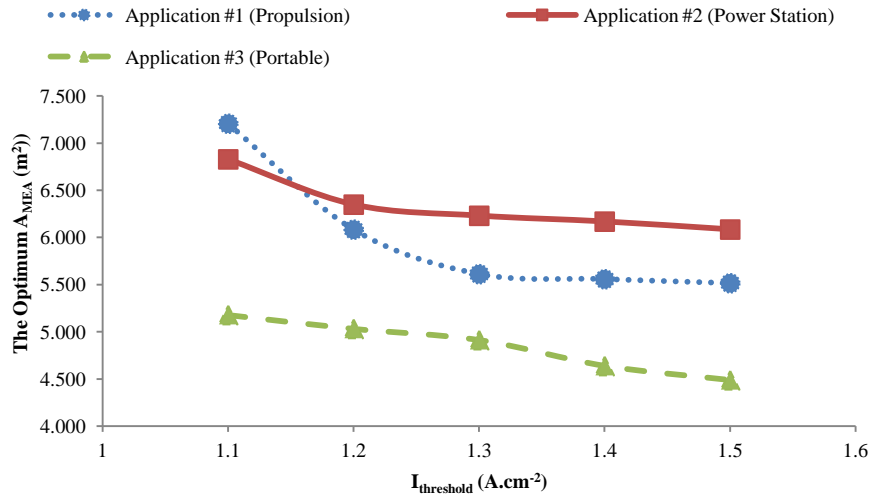 Application #1 (Propulsion)
Application #2 (Power Station)
Application #3 (Portable)
The Optimum A_MEA (m²))
7.500
7.000
6.500
6.000
5.500
5.000
4.500
4.000
1 1.1 1.2 1.3 1.4 1.5 1.6
I_threshold (A.cm⁻²)